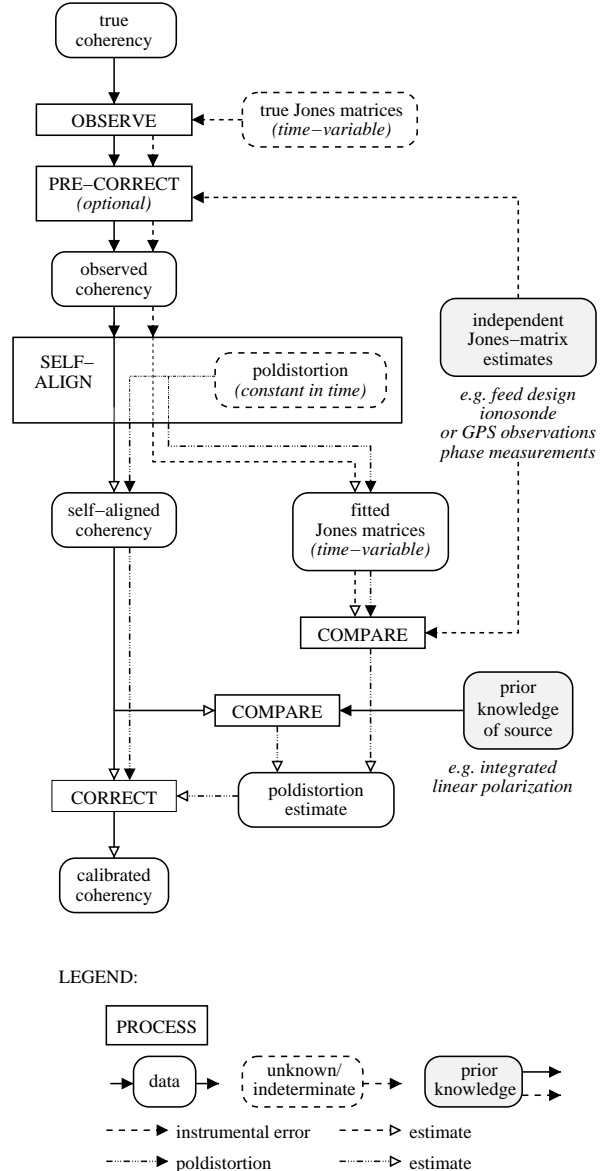 true
coherency
OBSERVE
true Jones matrices
(time−variable)
PRE−CORRECT
(optional)
observed
coherency
independent
Jones−matrix
estimates
e.g. feed design
ionosonde
or GPS observations
phase measurements
SELF−
ALIGN
poldistortion
(constant in time)
self−aligned
coherency
fitted
Jones matrices
(time−variable)
COMPARE
COMPARE
prior
knowledge
of source
e.g. integrated
linear polarization
CORRECT
poldistortion
estimate
calibrated
coherency
LEGEND:
PROCESS
data
unknown/
indeterminate
prior
knowledge
instrumental error
estimate
poldistortion
estimate